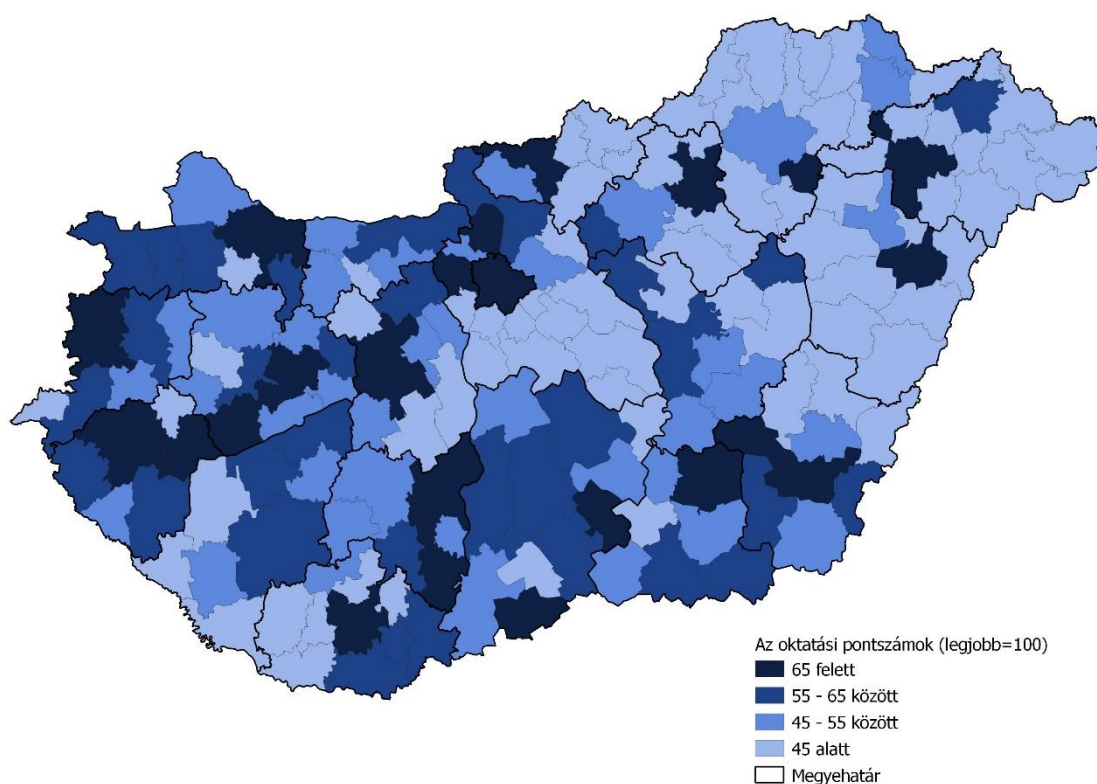 Az oktatási pontszámok (legjobb=100)
65 felett
55 - 65 között
45 - 55 között
45 alatt
Megyehatár